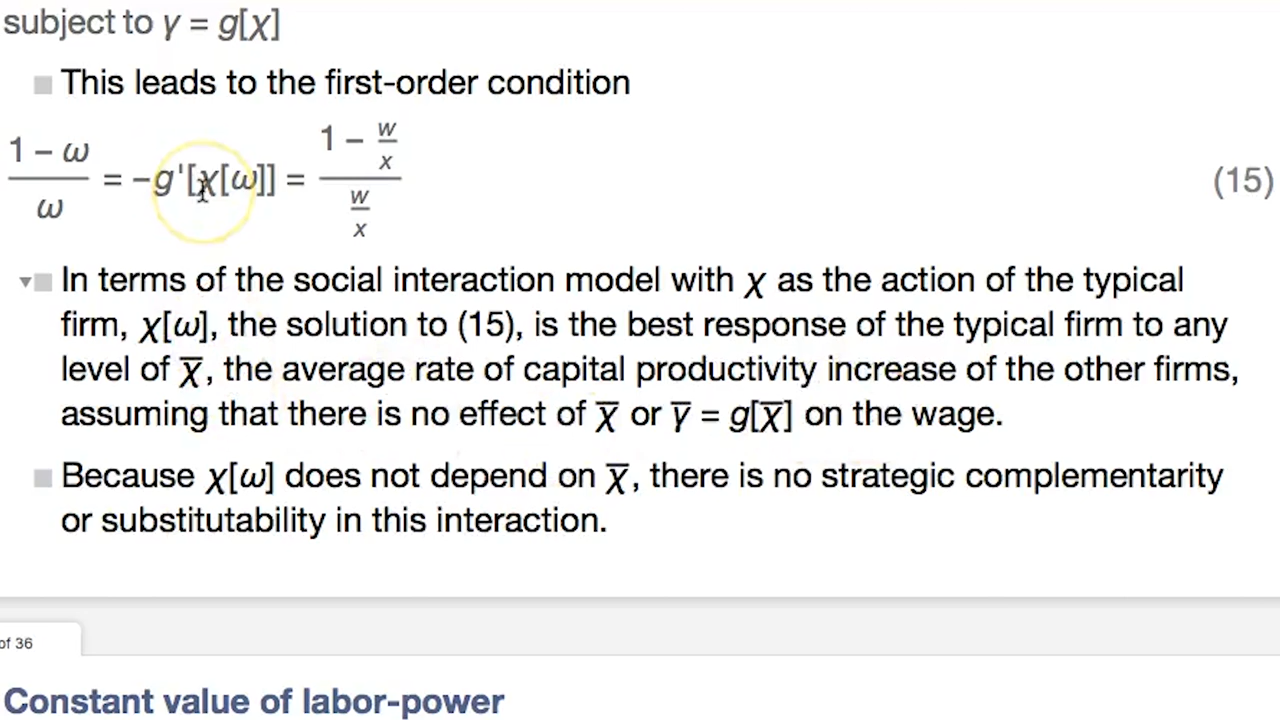 subject to γ = g[χ]
This leads to the first-order condition
(1 − ω)/ω = −g'[χ[ω]] = (1 − w/x)/(w/x) (15)
In terms of the social interaction model with χ as the action of the typical
firm, χ[ω], the solution to (15), is the best response of the typical firm to any
level of χ̅, the average rate of capital productivity increase of the other firms,
assuming that there is no effect of χ̅ or γ̅ = g[χ̅] on the wage.
Because χ[ω] does not depend on χ̅, there is no strategic complementarity
or substitutability in this interaction.
of 36
Constant value of labor-power